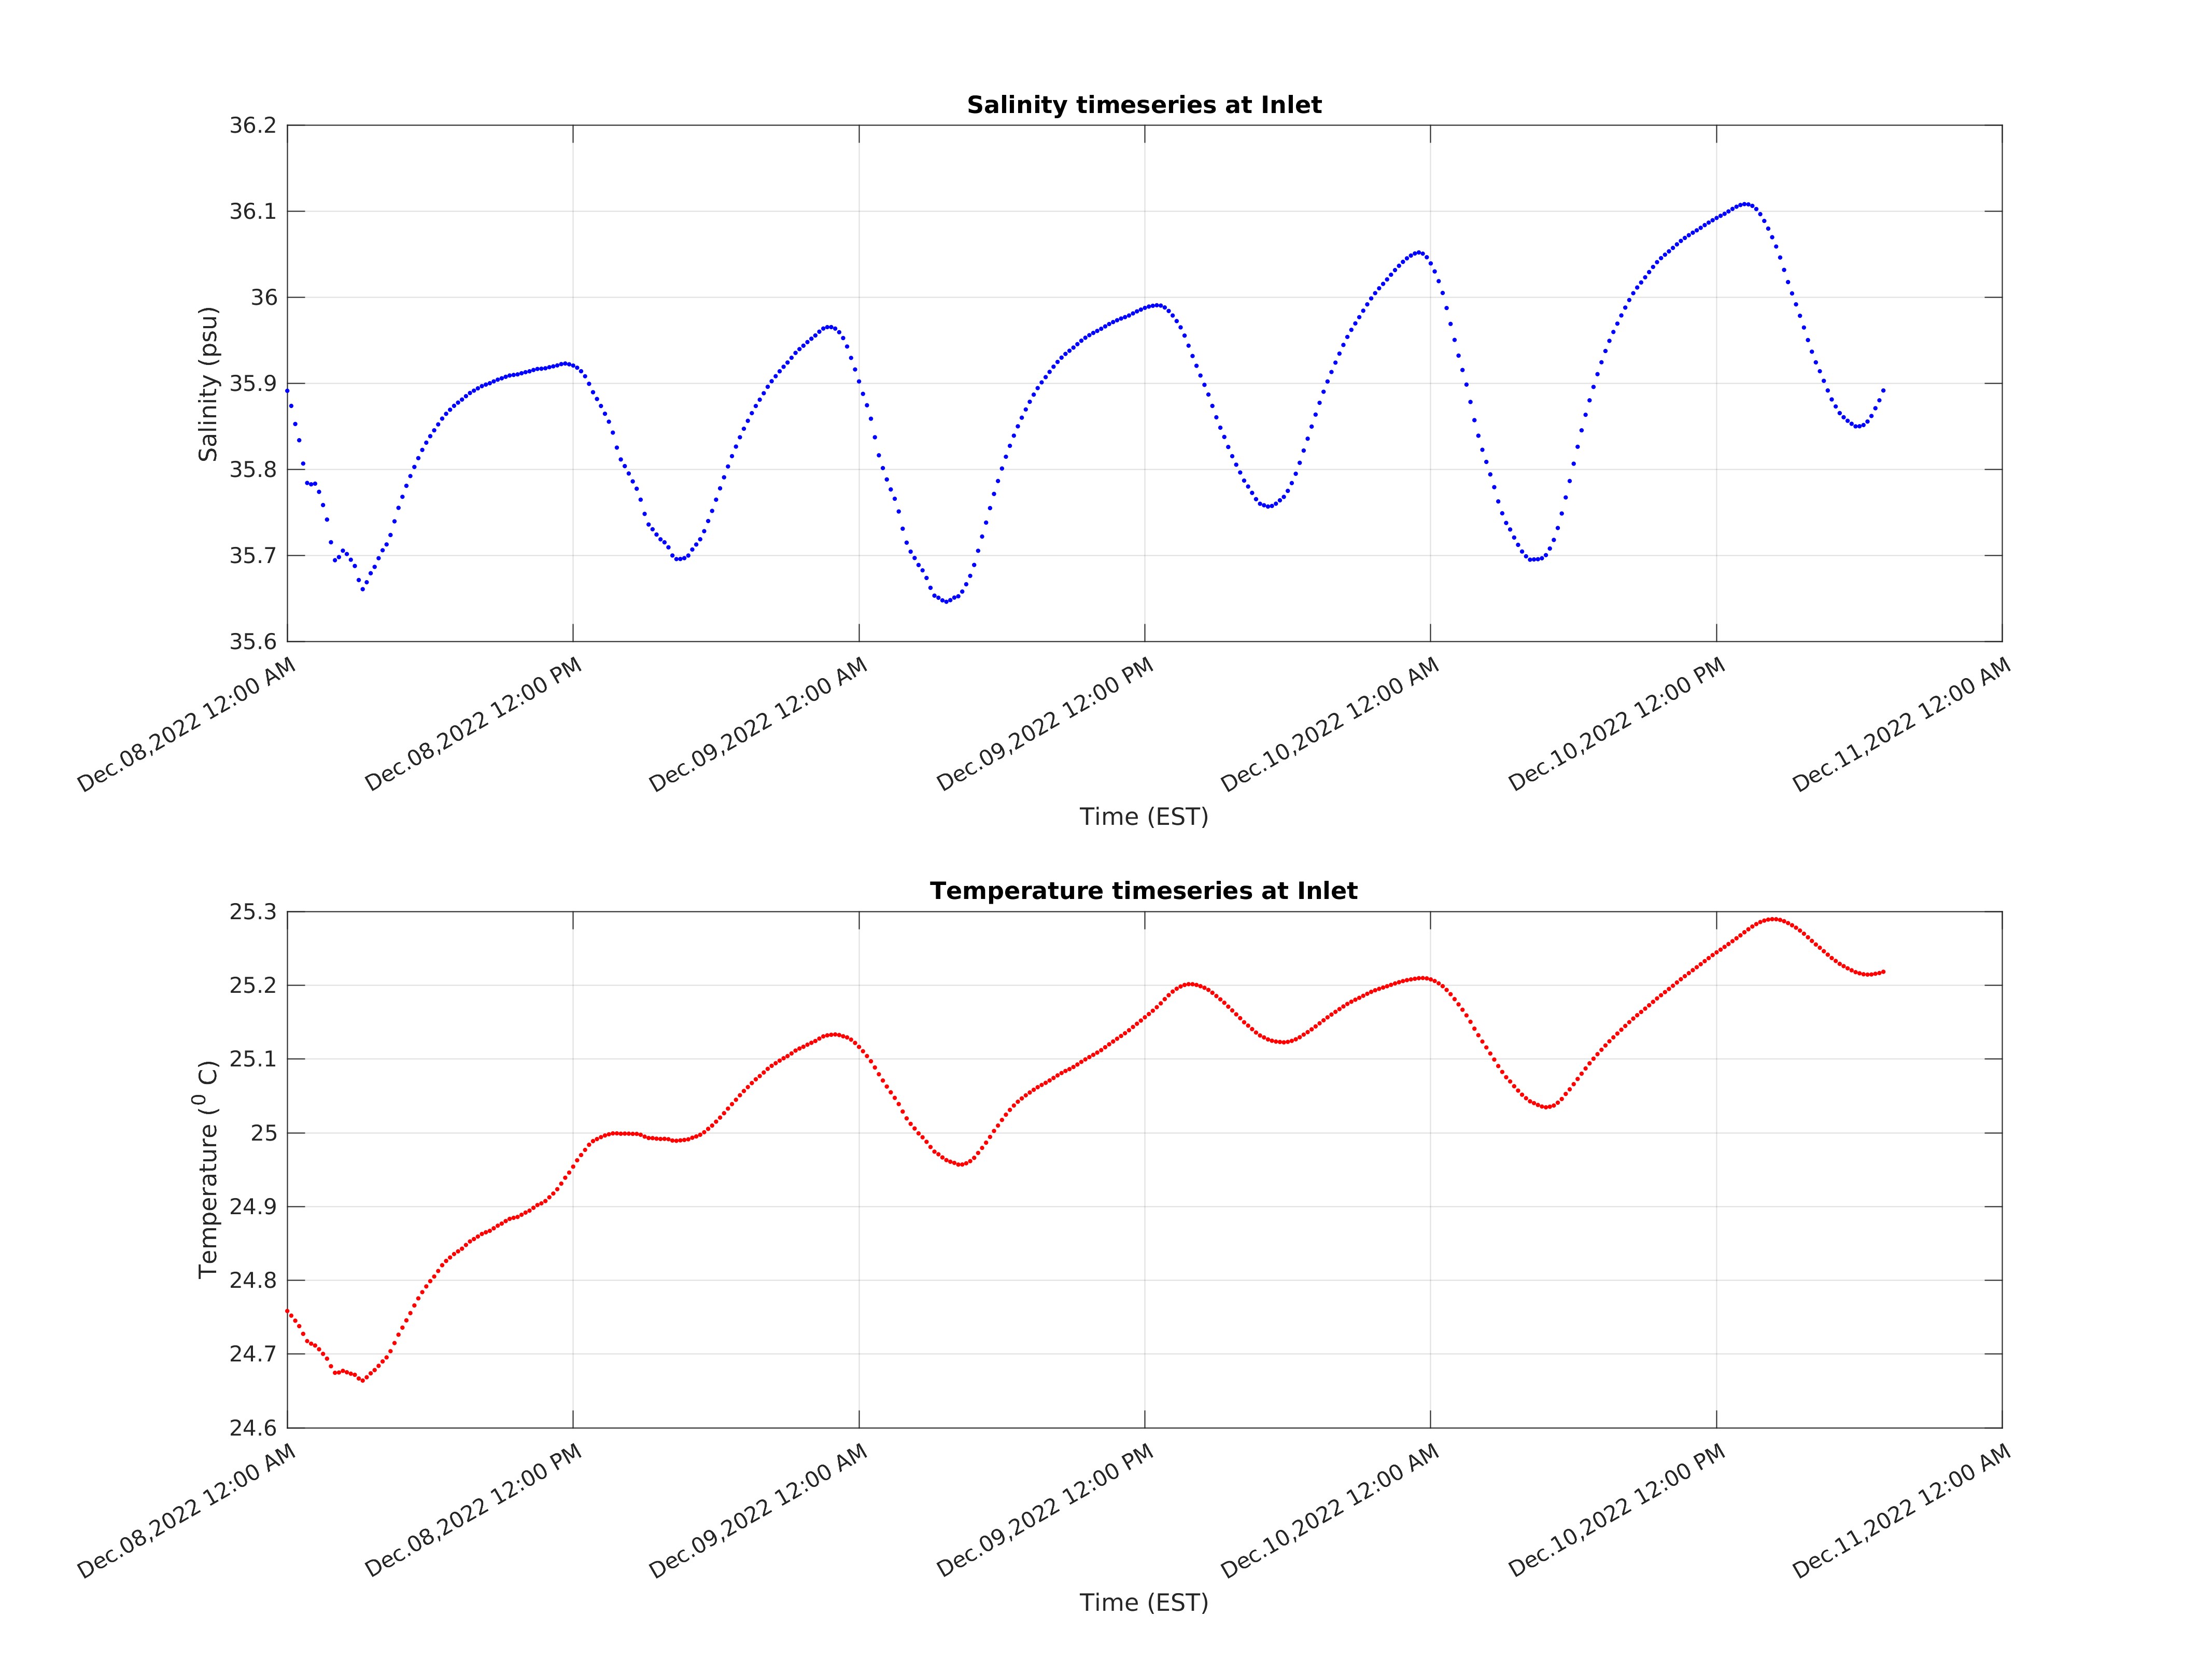 Salinity timeseries at Inlet
36.2
36.1
36
35.9
35.8
35.7
35.6
Salinity (psu)
Dec.08,2022 12:00 AM
Dec.08,2022 12:00 PM
Dec.09,2022 12:00 AM
Dec.09,2022 12:00 PM
Dec.10,2022 12:00 AM
Dec.10,2022 12:00 PM
Dec.11,2022 12:00 AM
Time (EST)
Temperature timeseries at Inlet
25.3
25.2
25.1
25
24.9
24.8
24.7
24.6
Temperature (⁰ C)
Dec.08,2022 12:00 AM
Dec.08,2022 12:00 PM
Dec.09,2022 12:00 AM
Dec.09,2022 12:00 PM
Dec.10,2022 12:00 AM
Dec.10,2022 12:00 PM
Dec.11,2022 12:00 AM
Time (EST)